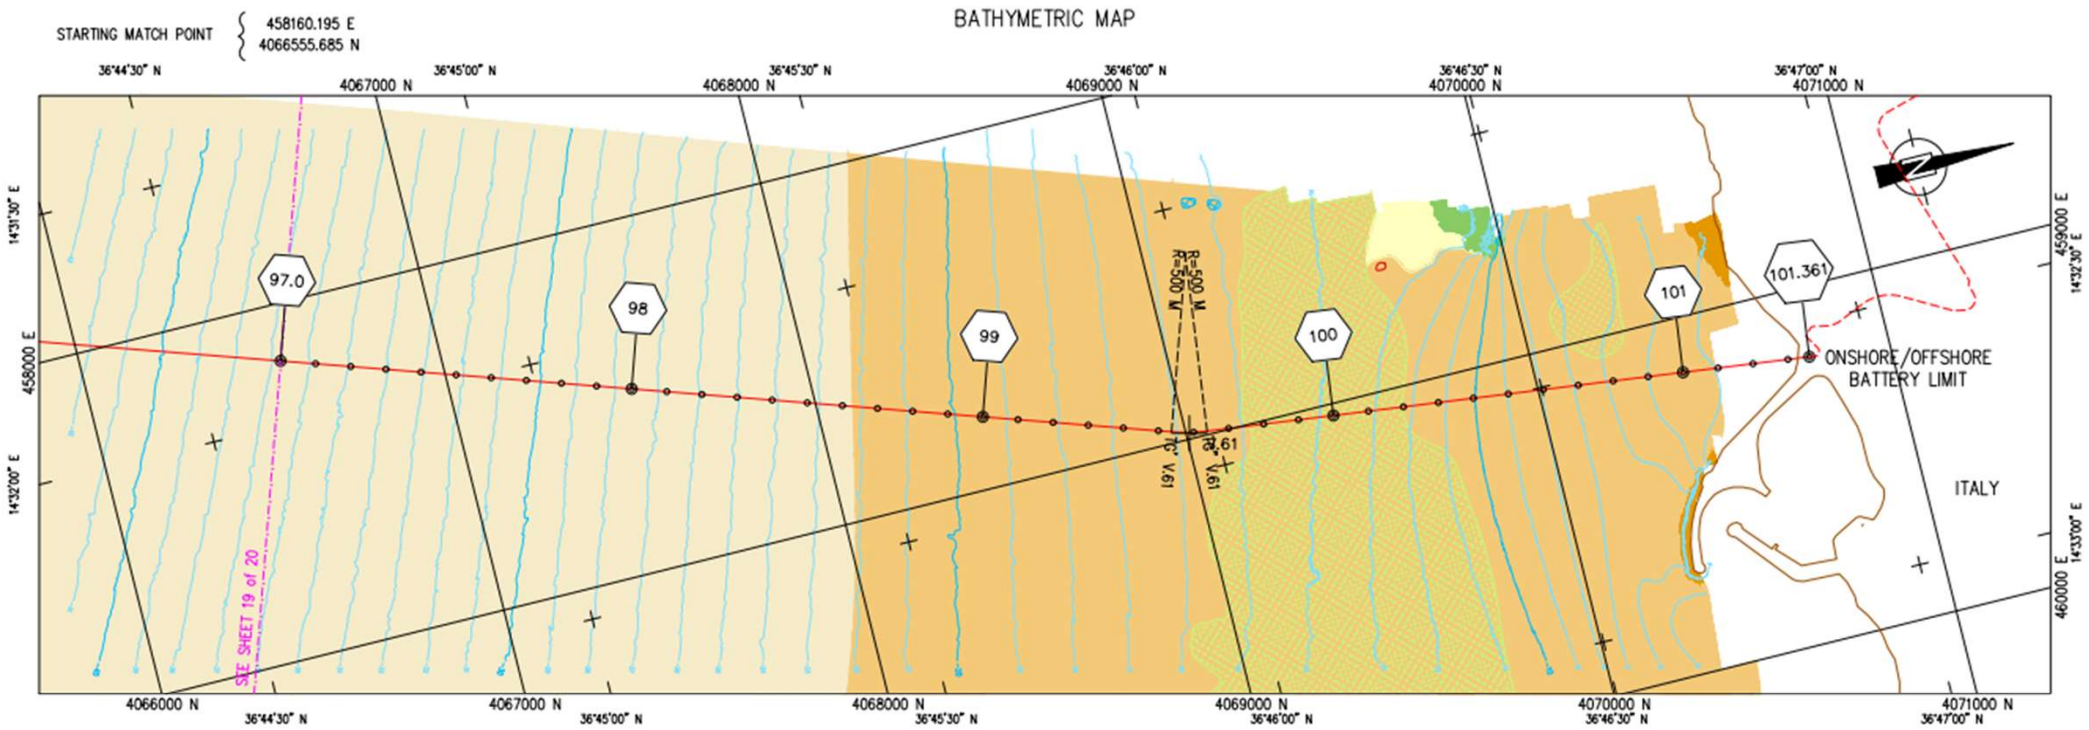 BATHYMETRIC MAP
STARTING MATCH POINT
458160.195 E
4066555.685 N
36°44'30" N
36°45'00" N
36°45'30" N
36°46'00" N
36°46'30" N
36°47'00" N
4067000 N
4068000 N
4069000 N
4070000 N
4071000 N
14°31'30" E
458000 E
14°32'00" E
459000 E
14°32'30" E
14°33'00" E
460000 E
N
97.0
98
99
100
101
101.361
R=500 M
R=500 M
V.61
V.61
ONSHORE/OFFSHORE
BATTERY LIMIT
ITALY
SEE SHEET 19 of 20
4066000 N
4067000 N
4068000 N
4069000 N
4070000 N
4071000 N
36°44'30" N
36°45'00" N
36°45'30" N
36°46'00" N
36°46'30" N
36°47'00" N